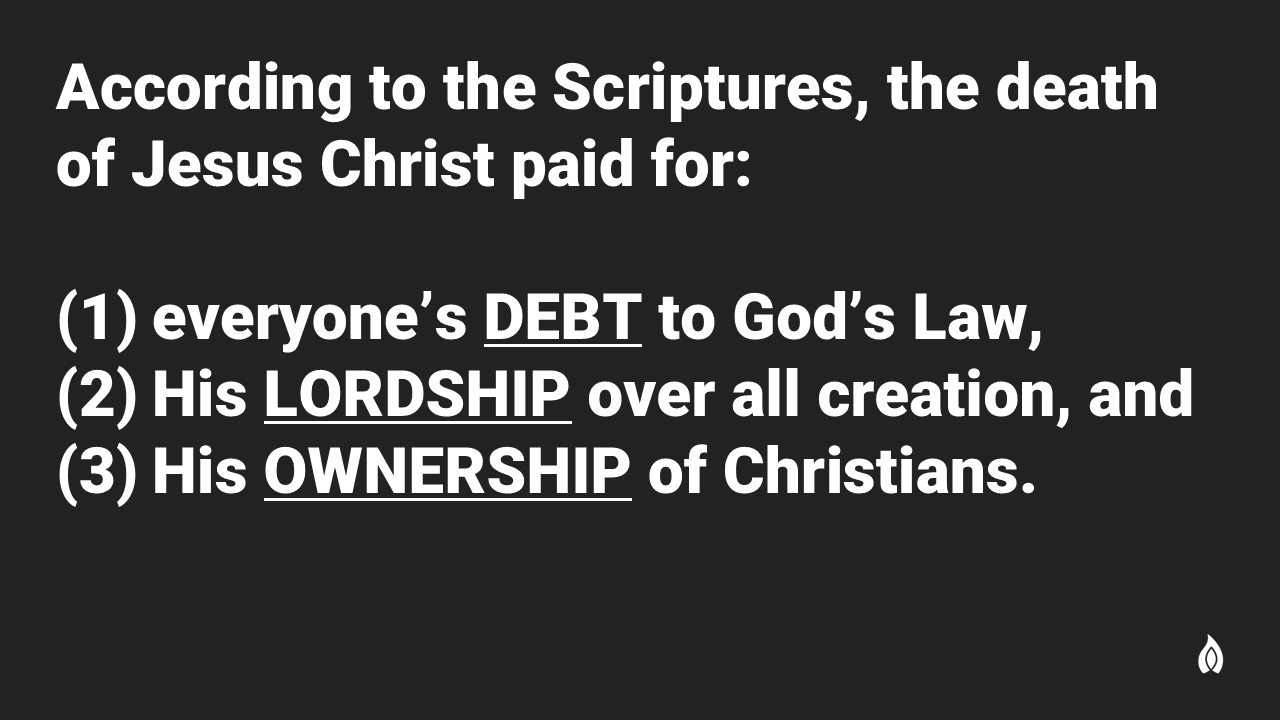 According to the Scriptures, the death
of Jesus Christ paid for:
(1) everyone’s DEBT to God’s Law,
(2) His LORDSHIP over all creation, and
(3) His OWNERSHIP of Christians.